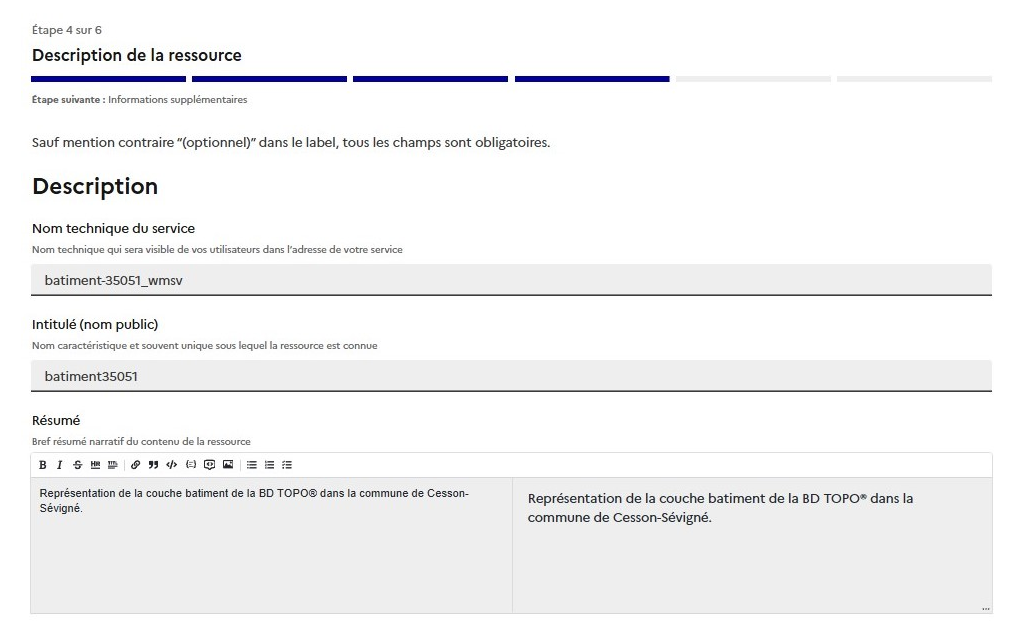 Étape 4 sur 6
Description de la ressource
Étape suivante : Informations supplémentaires
Sauf mention contraire “(optionnel)” dans le label, tous les champs sont obligatoires.
Description
Nom technique du service
Nom technique qui sera visible de vos utilisateurs dans l’adresse de votre service
batiment-35051_wmsv
Intitulé (nom public)
Nom caractéristique et souvent unique sous lequel la ressource est connue
batiment35051
Résumé
Bref résumé narratif du contenu de la ressource
Représentation de la couche batiment de la BD TOPO® dans la commune de Cesson-
Sévigné.
Représentation de la couche batiment de la BD TOPO® dans la
commune de Cesson-Sévigné.